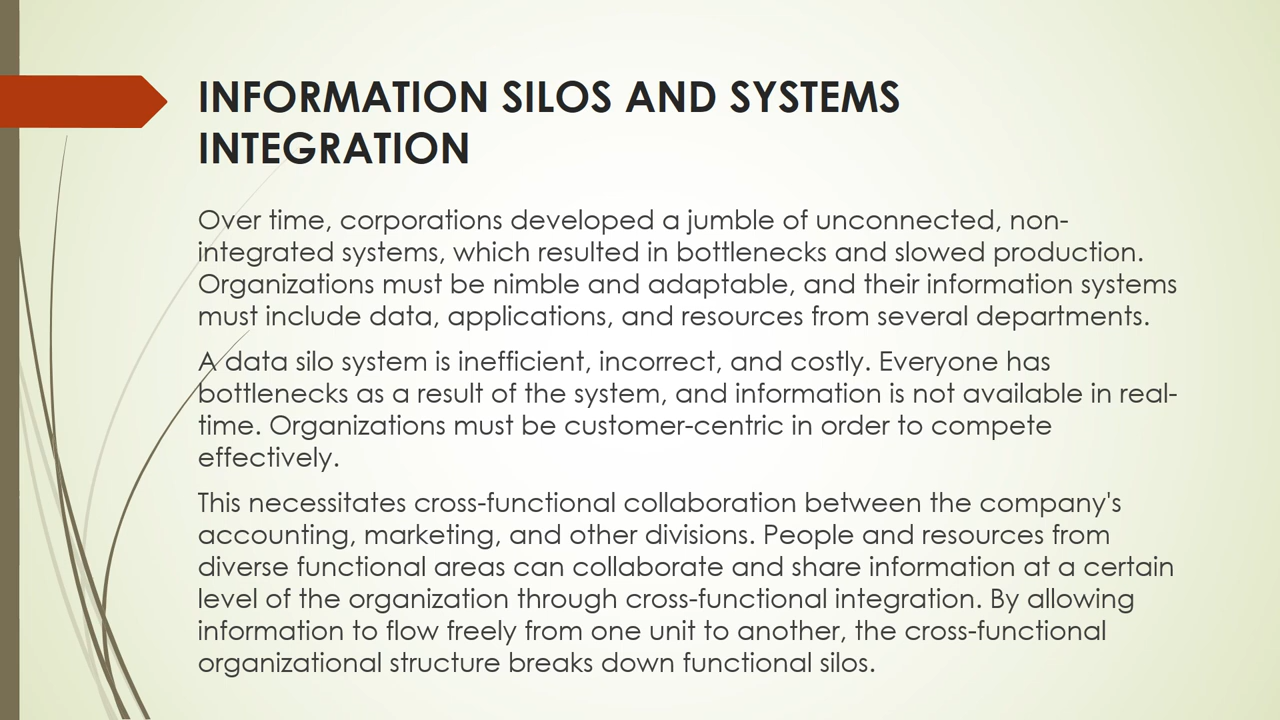 INFORMATION SILOS AND SYSTEMS
INTEGRATION
Over time, corporations developed a jumble of unconnected, non-
integrated systems, which resulted in bottlenecks and slowed production.
Organizations must be nimble and adaptable, and their information systems
must include data, applications, and resources from several departments.
A data silo system is inefficient, incorrect, and costly. Everyone has
bottlenecks as a result of the system, and information is not available in real-
time. Organizations must be customer-centric in order to compete
effectively.
This necessitates cross-functional collaboration between the company's
accounting, marketing, and other divisions. People and resources from
diverse functional areas can collaborate and share information at a certain
level of the organization through cross-functional integration. By allowing
information to flow freely from one unit to another, the cross-functional
organizational structure breaks down functional silos.